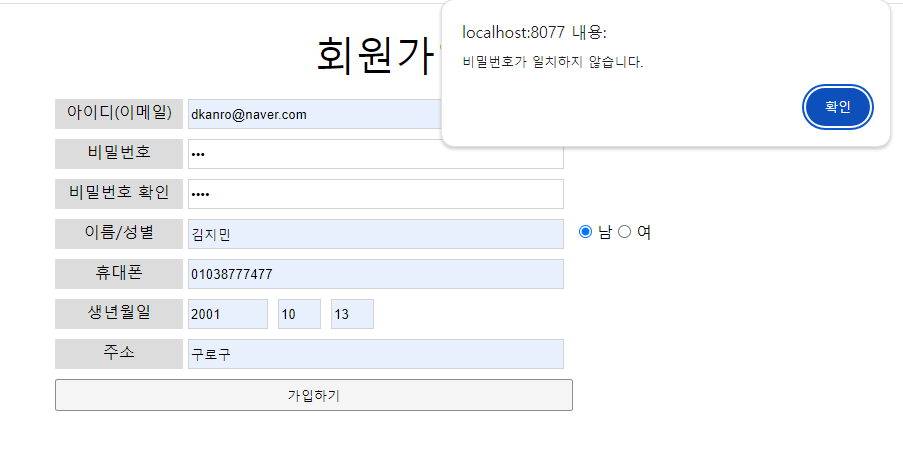 localhost:8077 내용:
비밀번호가 일치하지 않습니다.
확인
회원가
아이디(이메일) dkanro@naver.com
비밀번호 •••
비밀번호 확인 ••••
이름/성별 김지민 남 여
휴대폰 01038777477
생년월일 2001 10 13
주소 구로구
가입하기